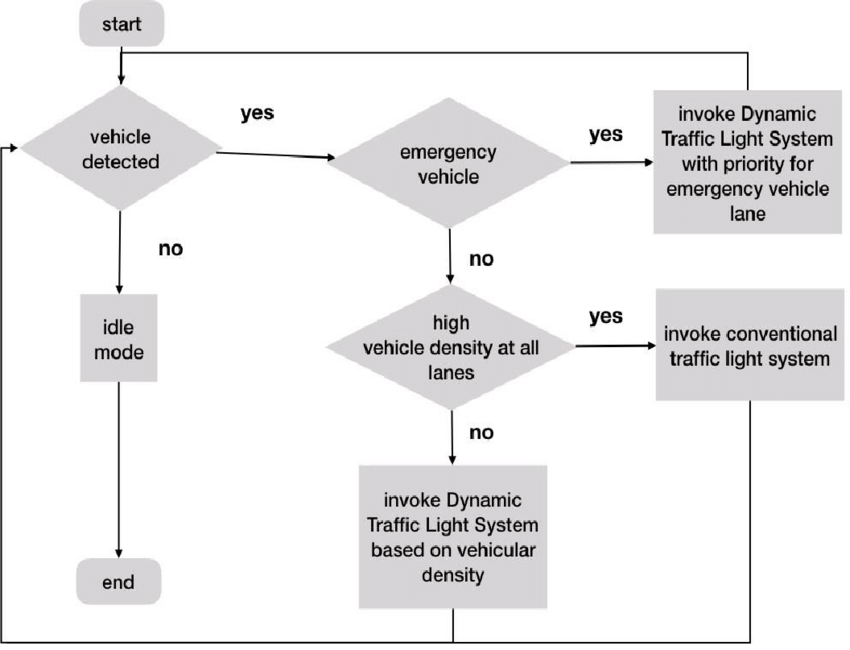 start
vehicle
detected
yes
emergency
vehicle
yes
invoke Dynamic
Traffic Light System
with priority for
emergency vehicle
lane
no
idle
mode
no
high
vehicle density at all
lanes
yes
invoke conventional
traffic light system
no
invoke Dynamic
Traffic Light System
based on vehicular
density
end